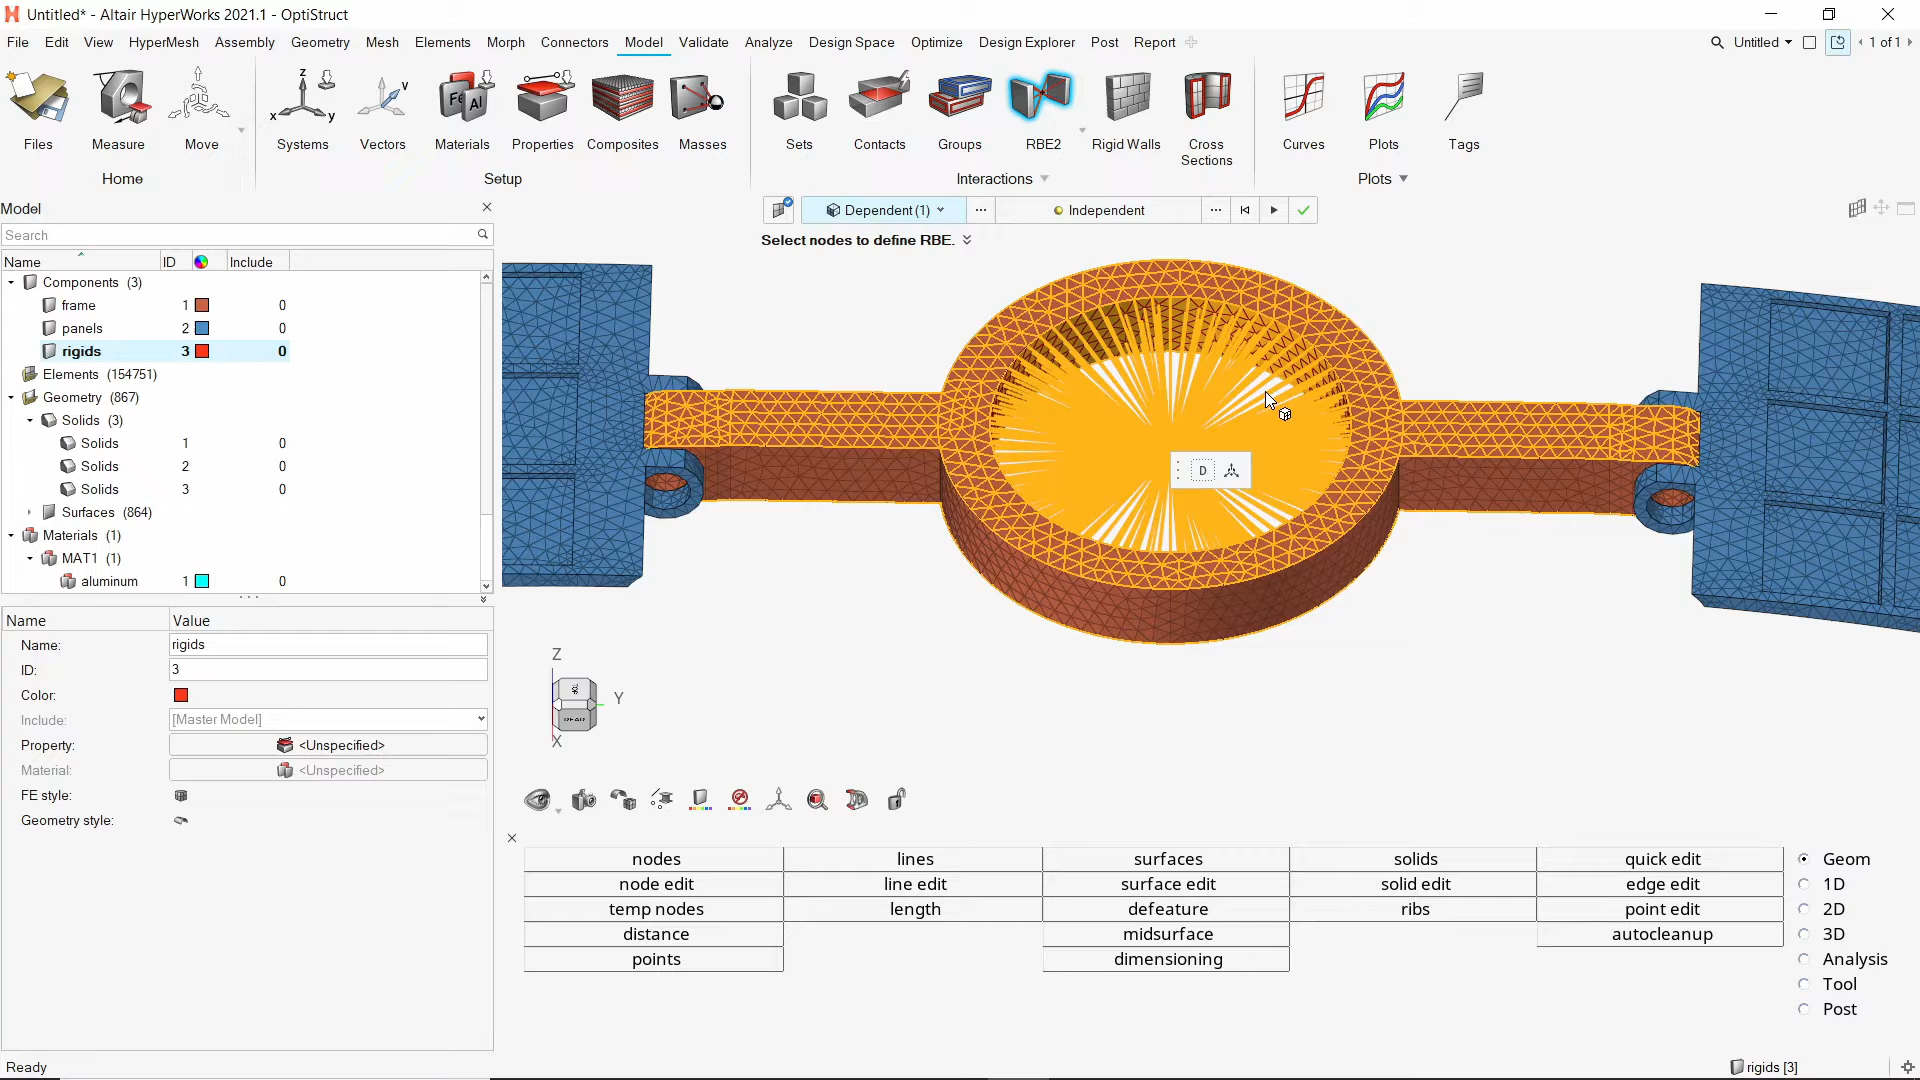 Untitled* - Altair HyperWorks 2021.1 - OptiStruct
File Edit View HyperMesh Assembly Geometry Mesh Elements Morph Connectors Model Validate Analyze Design Space Optimize Design Explorer Post Report
Untitled 1 of 1
Files Measure Move Systems Vectors Materials Properties Composites Masses Sets Contacts Groups RBE2 Rigid Walls Cross Sections Curves Plots Tags
Home Setup Interactions Plots
Model
Dependent (1) Independent
Search
Select nodes to define RBE.
Name ID Include
Components (3)
frame 1 0
panels 2 0
rigids 3 0
Elements (154751)
Geometry (867)
Solids (3)
Solids 1 0
Solids 2 0
Solids 3 0
Surfaces (864)
Materials (1)
MAT1 (1)
aluminum 1 0
D
Name Value
Name: rigids
ID: 3
Color:
Include: [Master Model]
Property: <Unspecified>
Material: <Unspecified>
FE style:
Geometry style:
Z
Y
X
REAR
nodes lines surfaces solids quick edit Geom
node edit line edit surface edit solid edit edge edit 1D
temp nodes length defeature ribs point edit 2D
distance midsurface autocleanup 3D
points dimensioning Analysis
Tool
Post
Ready rigids [3]